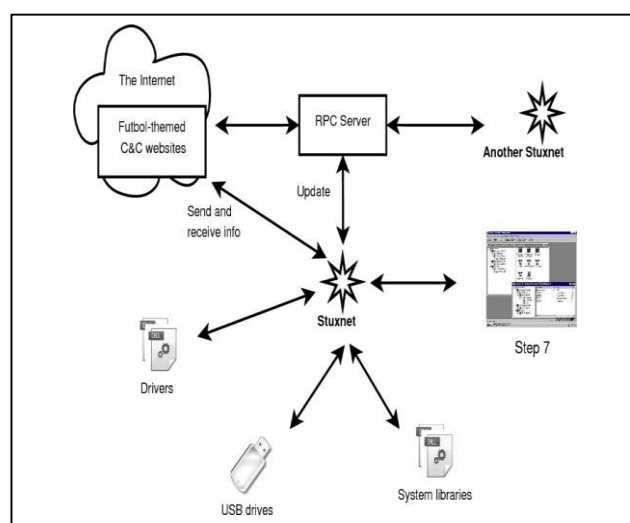 The Internet
Futbol-themed
C&C websites
RPC Server
Another Stuxnet
Update
Send and
receive info
Stuxnet
Step 7
Drivers
USB drives
System libraries